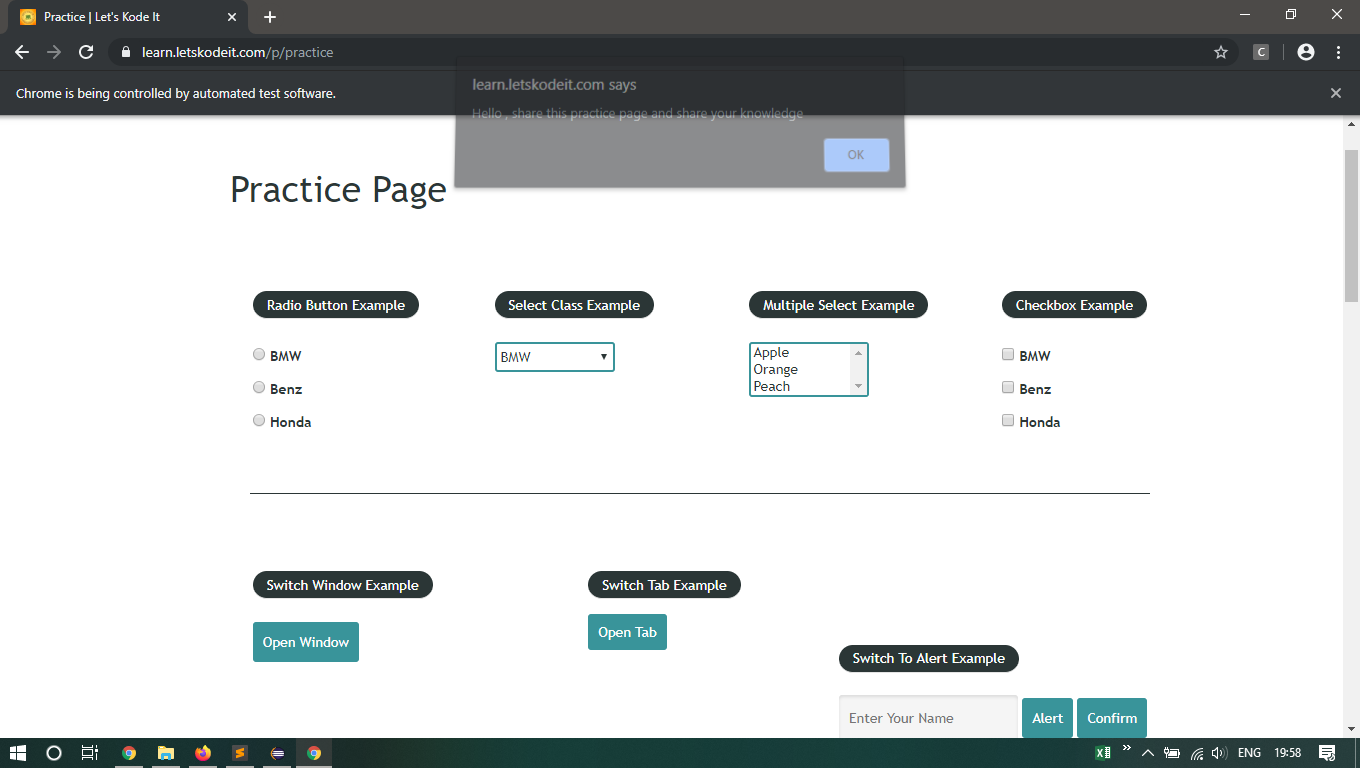 Practice | Let's Kode It
learn.letskodeit.com/p/practice
C
Chrome is being controlled by automated test software.
learn.letskodeit.com says
Hello , share this practice page and share your knowledge
OK
Practice Page
Radio Button Example
Select Class Example
Multiple Select Example
Checkbox Example
BMW
Benz
Honda
BMW
Apple
Orange
Peach
BMW
Benz
Honda
Switch Window Example
Open Window
Switch Tab Example
Open Tab
Switch To Alert Example
Enter Your Name
Alert
Confirm
ENG
19:58